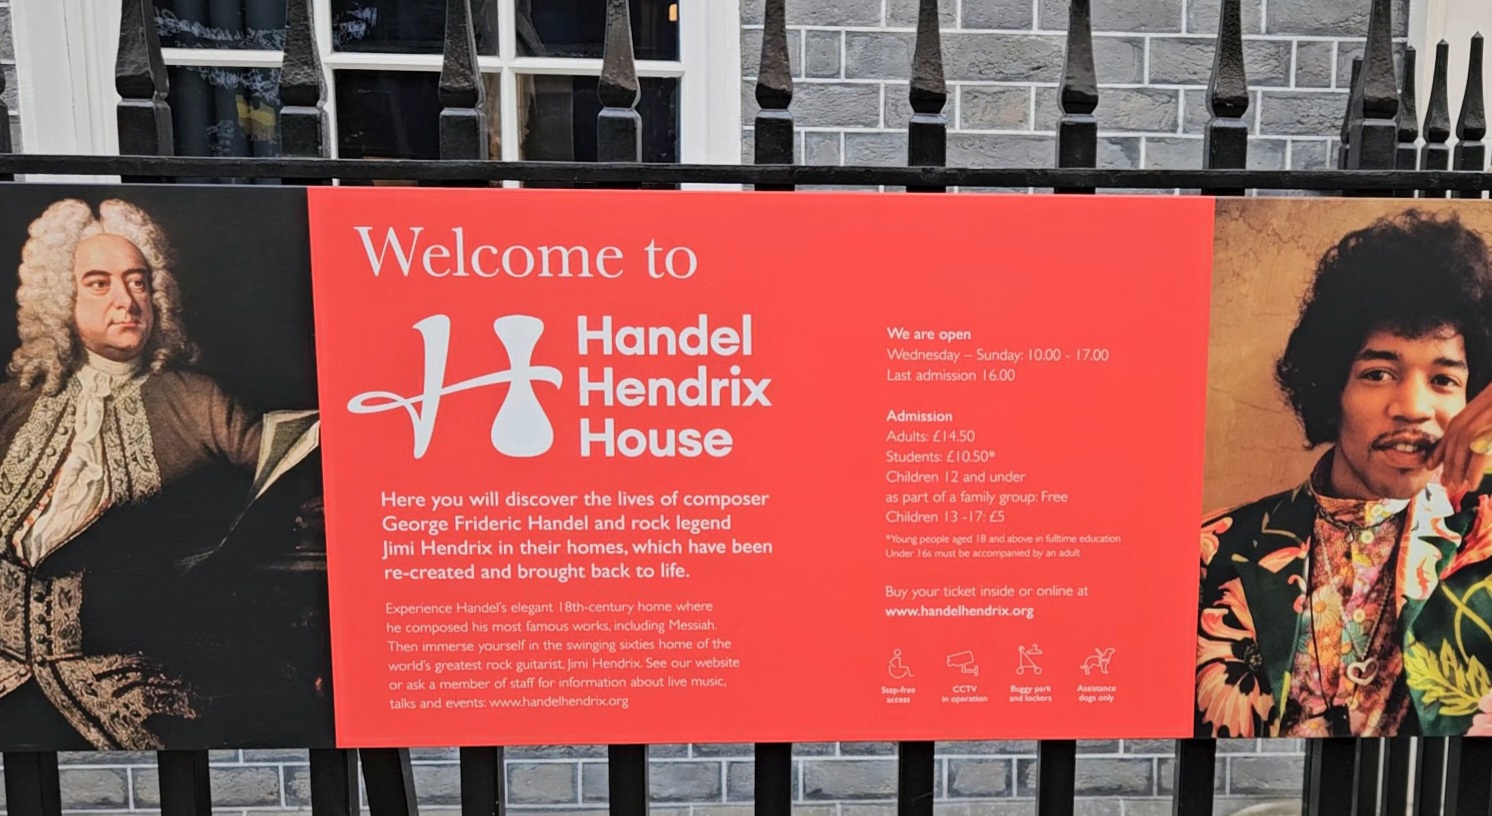 Welcome to
Handel
Hendrix
House
Here you will discover the lives of composer
George Frideric Handel and rock legend
Jimi Hendrix in their homes, which have been
re-created and brought back to life.
Experience Handel's elegant 18th-century home where
he composed his most famous works, including Messiah.
Then immerse yourself in the swinging sixties home of the
world's greatest rock guitarist, Jimi Hendrix. See our website
or ask a member of staff for information about live music,
talks and events: www.handelhendrix.org
We are open
Wednesday – Sunday: 10.00 - 17.00
Last admission 16.00
Admission
Adults: £14.50
Students: £10.50*
Children 12 and under
as part of a family group: Free
Children 13 -17: £5
*Young people aged 18 and above in fulltime education
Under 16s must be accompanied by an adult
Buy your ticket inside or online at
www.handelhendrix.org
Step-free
access
CCTV
in operation
Buggy park
and lockers
Assistance
dogs only